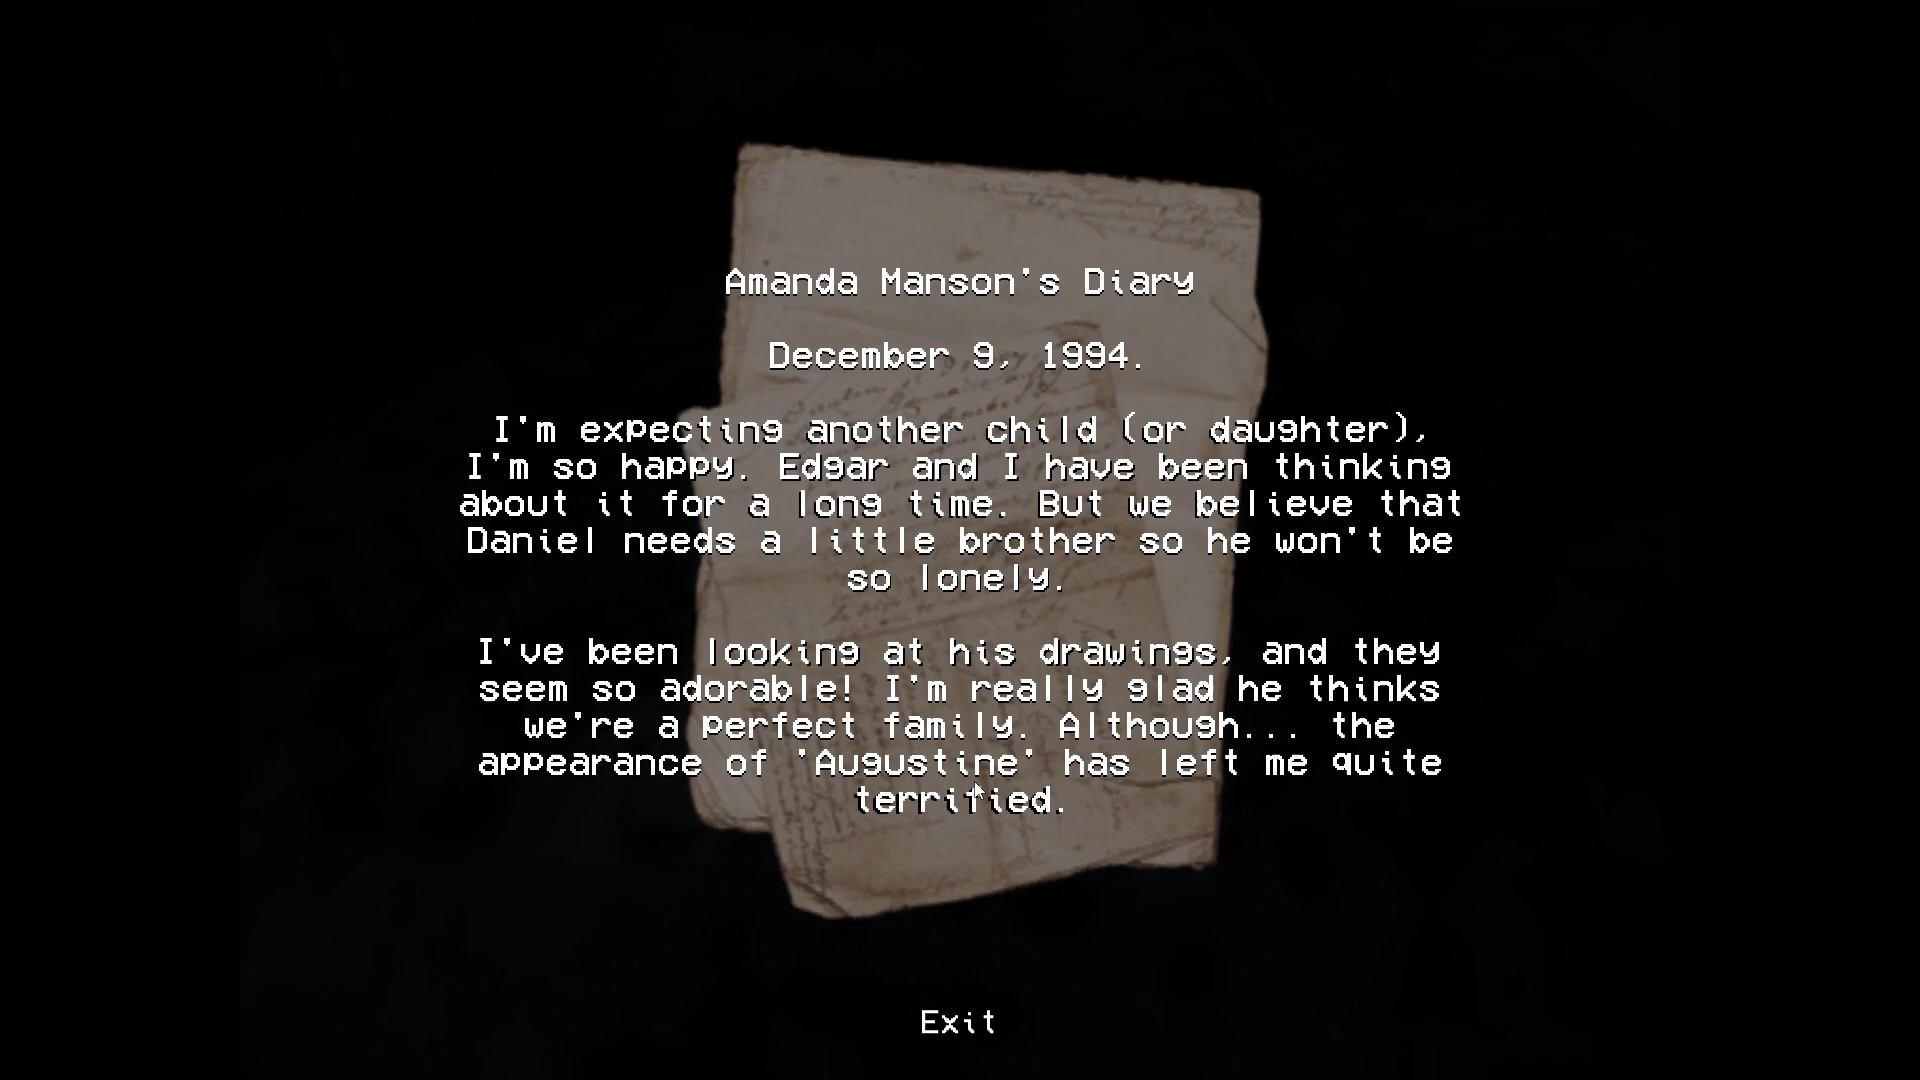 Amanda Manson's Diary
December 9, 1994.
I'm expecting another child (or daughter),
I'm so happy. Edgar and I have been thinking
about it for a long time. But we believe that
Daniel needs a little brother so he won't be
so lonely.
I've been looking at his drawings, and they
seem so adorable! I'm really glad he thinks
we're a perfect family. Although... the
appearance of 'Augustine' has left me quite
terrified.
Exit